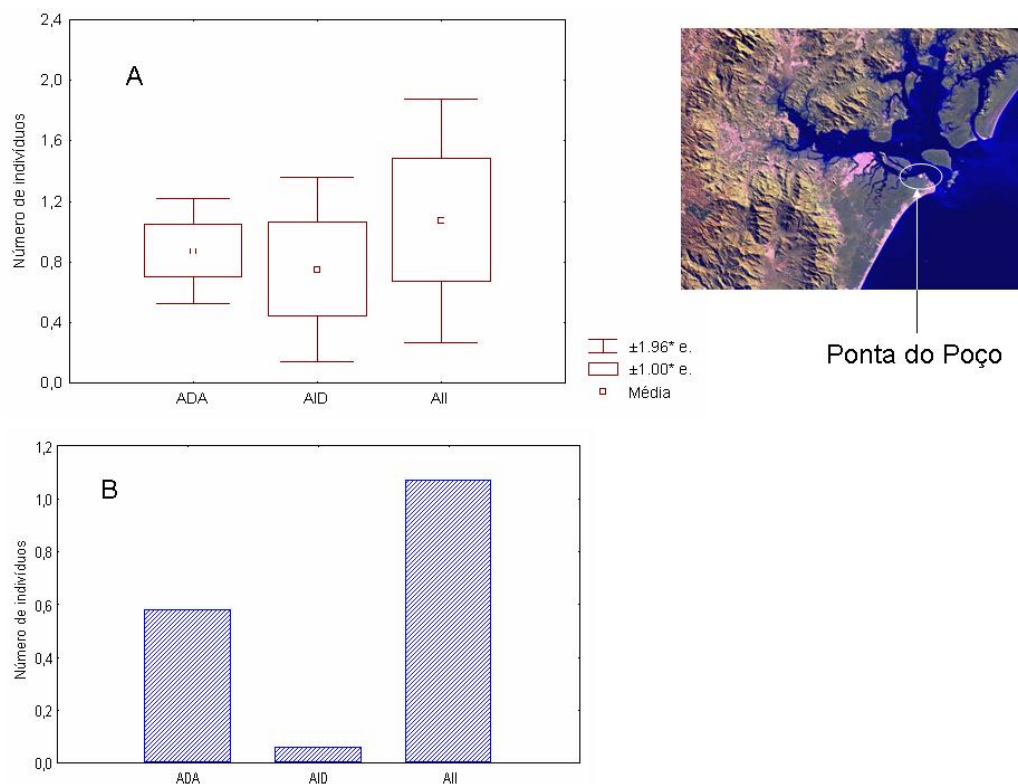 2,4
2,0
1,6
1,2
0,8
0,4
0,0
Número de indivíduos
A
ADA
AID
AII
±1.96* e.
±1.00* e.
Média
Ponta do Poço
1,2
1,0
0,8
0,6
0,4
0,2
0,0
Número de indivíduos
B
ADA
AID
AII